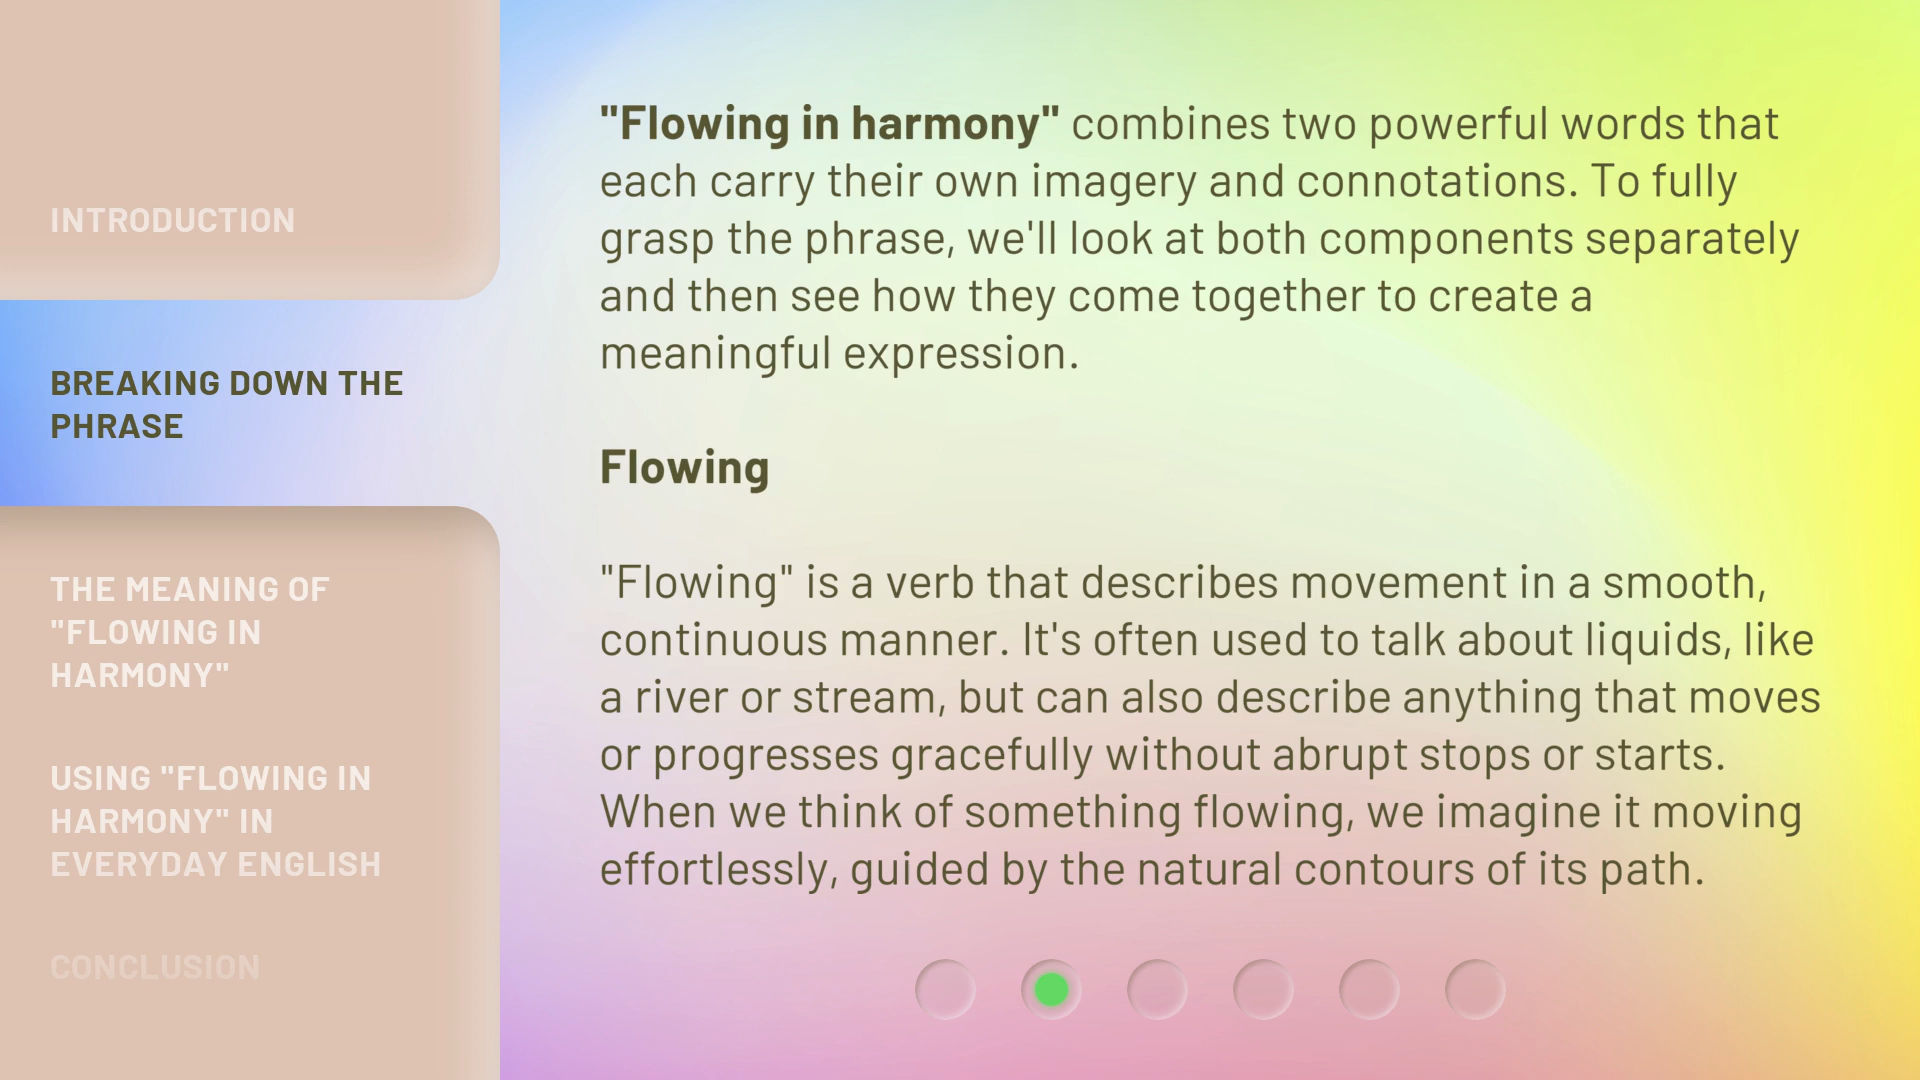 INTRODUCTION
BREAKING DOWN THE
PHRASE
THE MEANING OF
"FLOWING IN
HARMONY"
USING "FLOWING IN
HARMONY" IN
EVERYDAY ENGLISH
CONCLUSION
"Flowing in harmony" combines two powerful words that
each carry their own imagery and connotations. To fully
grasp the phrase, we'll look at both components separately
and then see how they come together to create a
meaningful expression.
Flowing
"Flowing" is a verb that describes movement in a smooth,
continuous manner. It's often used to talk about liquids, like
a river or stream, but can also describe anything that moves
or progresses gracefully without abrupt stops or starts.
When we think of something flowing, we imagine it moving
effortlessly, guided by the natural contours of its path.